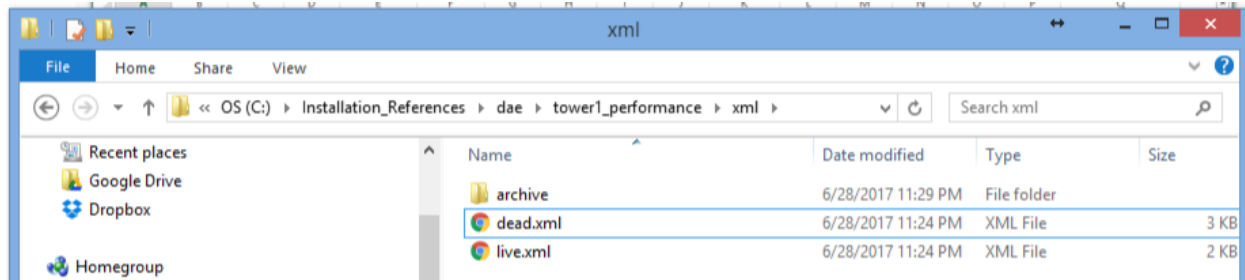 xml
File Home Share View
« OS (C:) Installation_References dae tower1_performance xml Search xml
Recent places
Google Drive
Dropbox
Homegroup
Name Date modified Type Size
archive 6/28/2017 11:29 PM File folder
dead.xml 6/28/2017 11:24 PM XML File 3 KB
live.xml 6/28/2017 11:24 PM XML File 2 KB